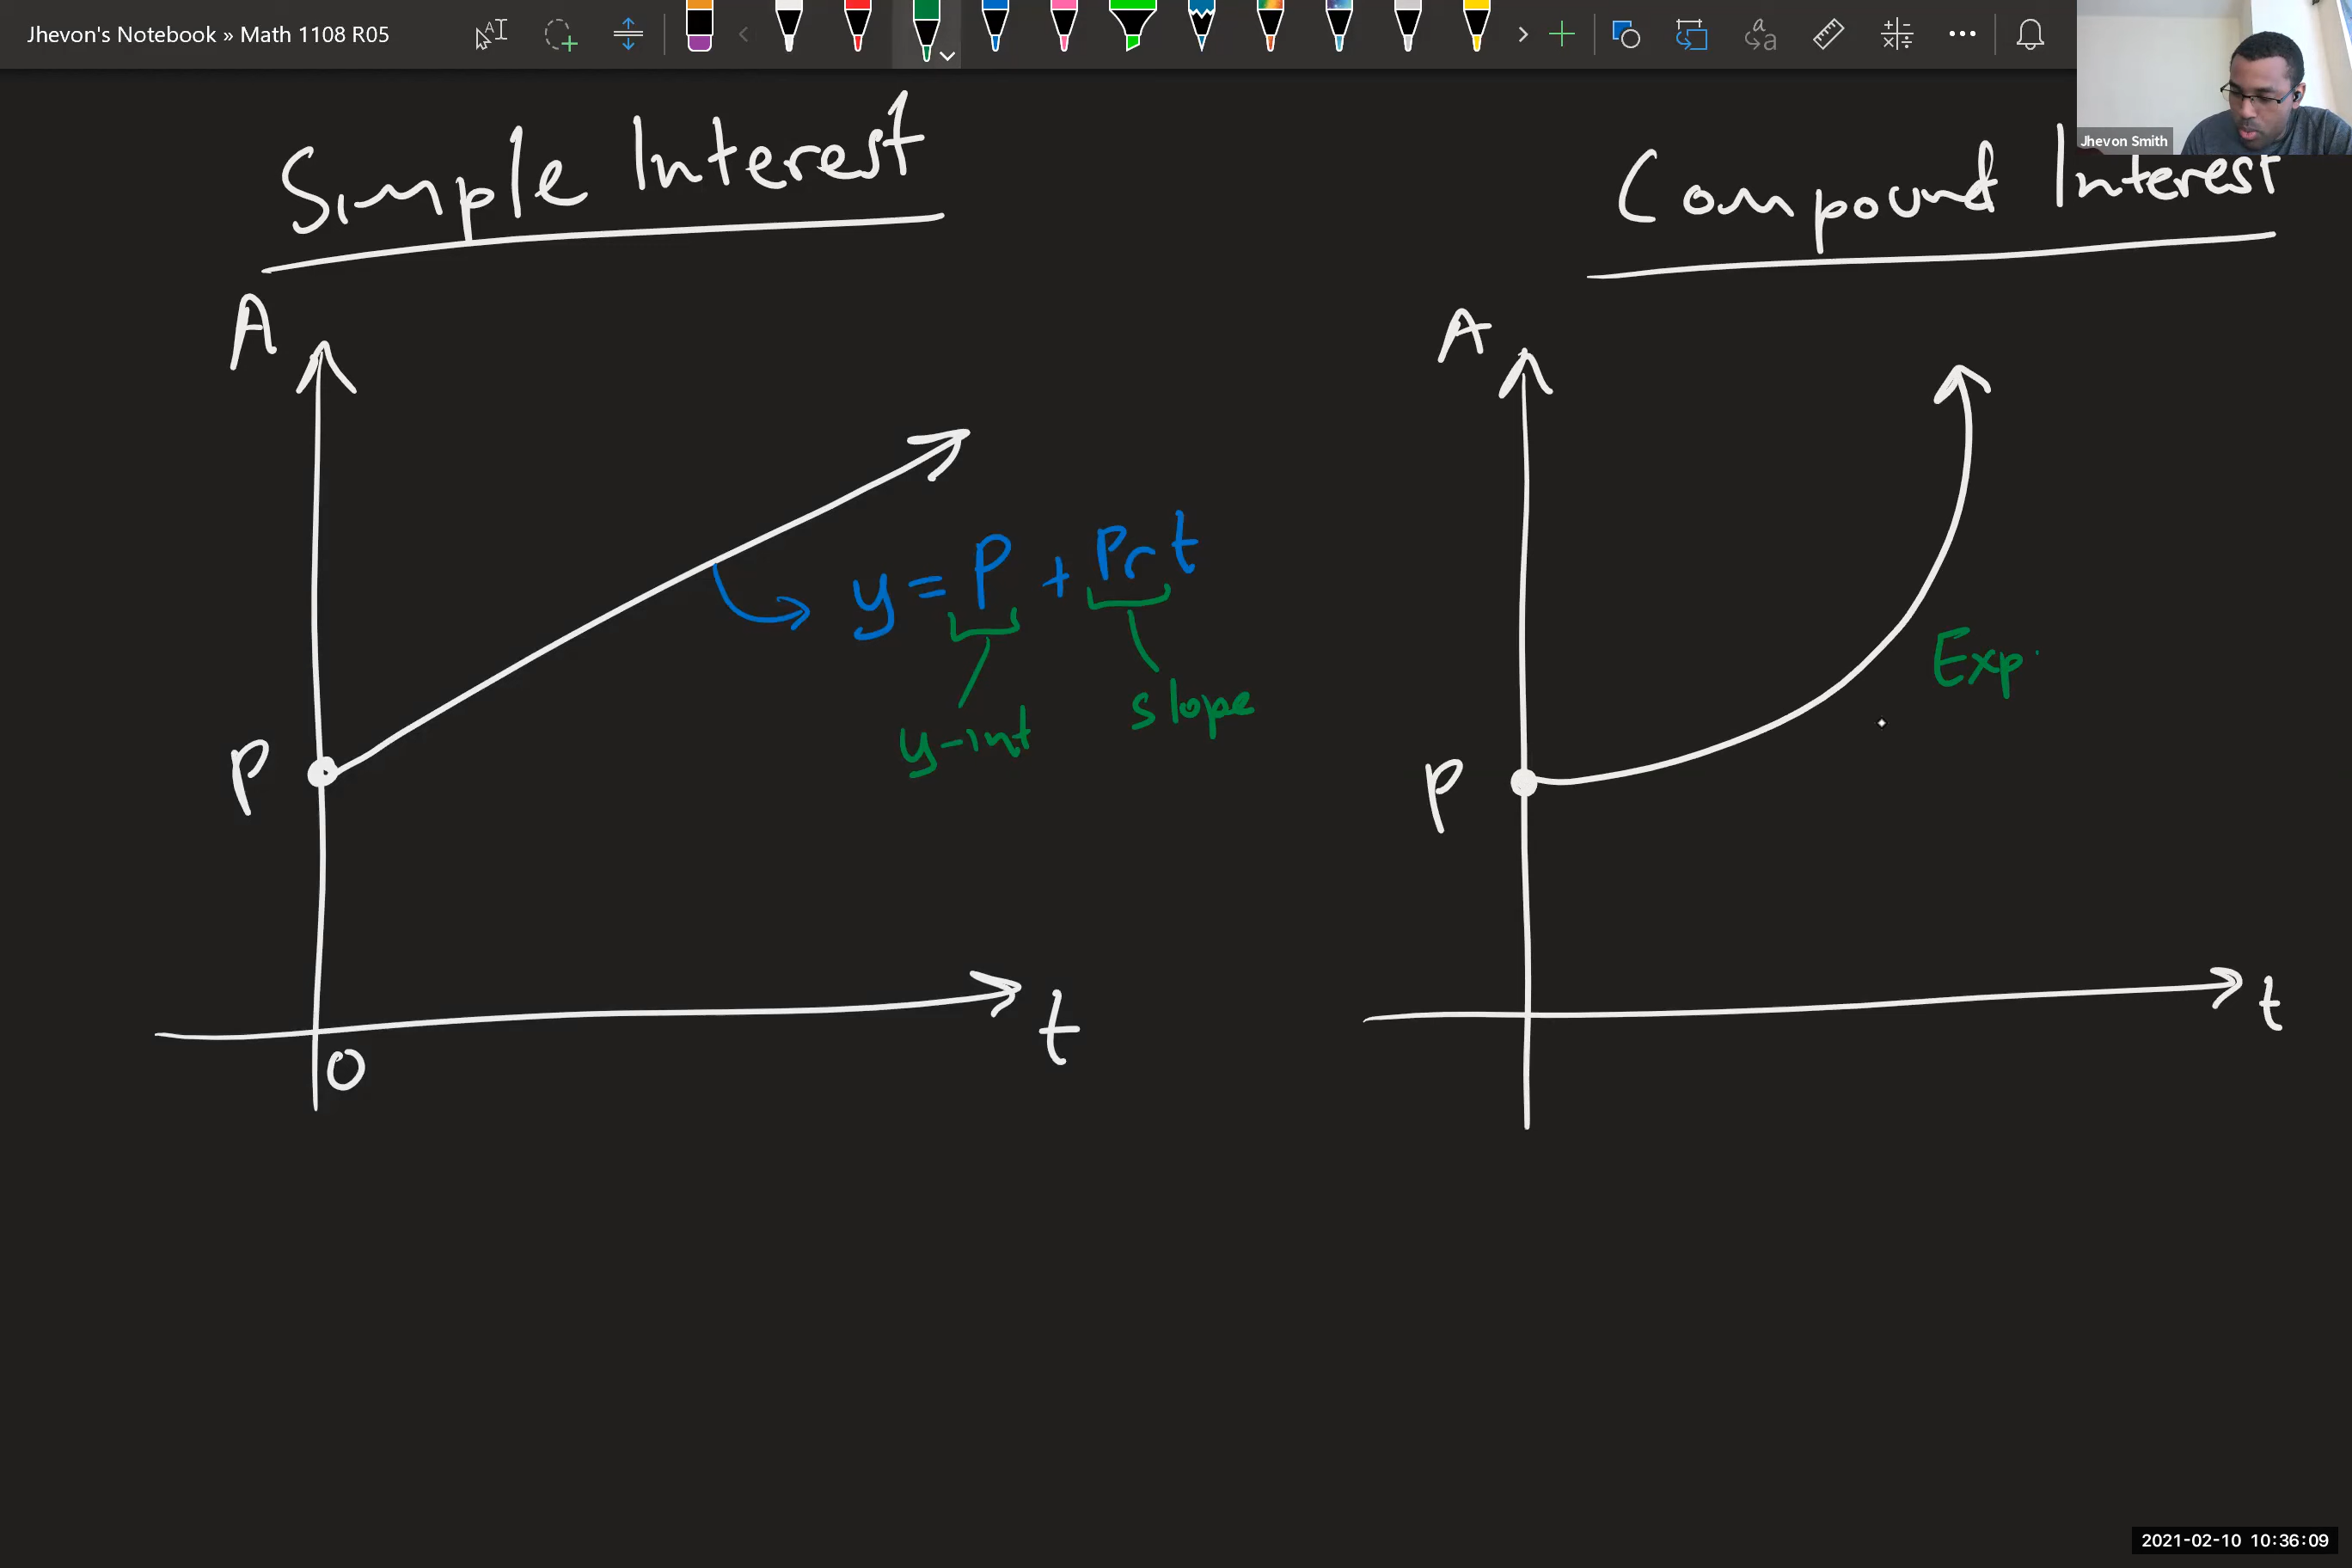 Jhevon's Notebook » Math 1108 R05
Jhevon Smith
Simple Interest
A
y = P + Prt
y-int
slope
P
0
t
Compound Interest
A
Exp.
P
t
2021-02-10 10:36:09